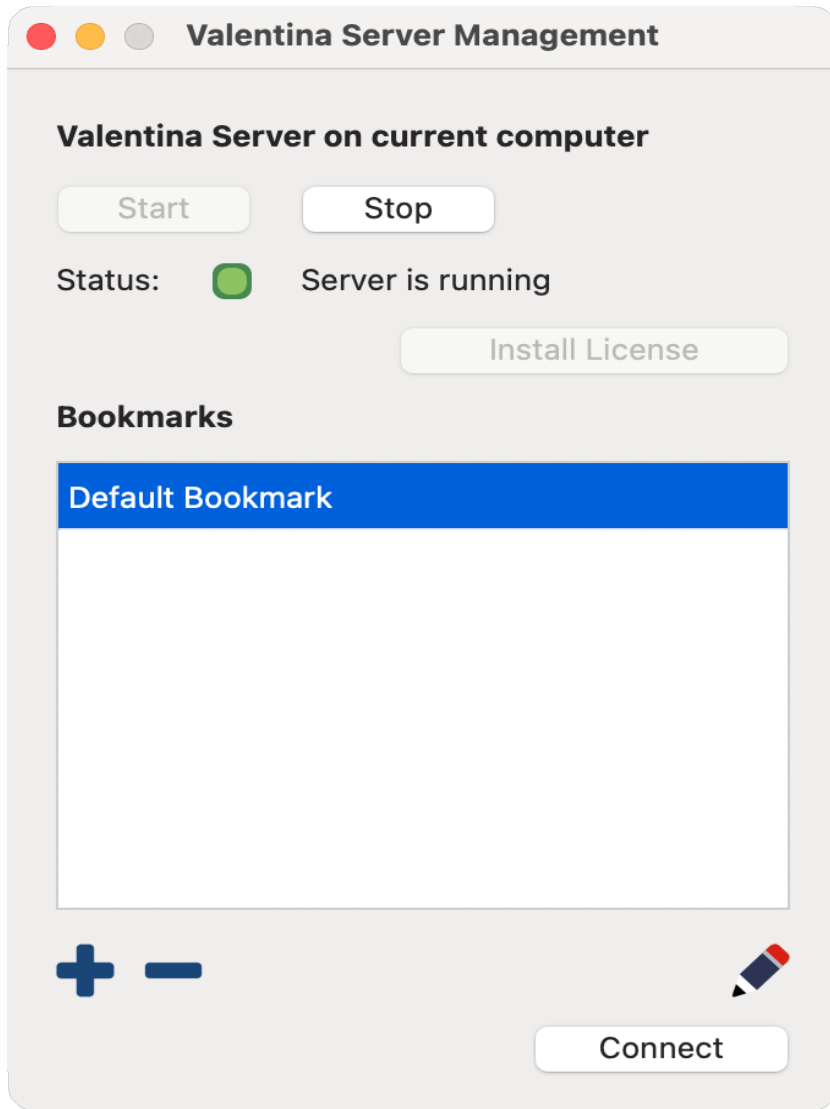 Valentina Server Management
Valentina Server on current computer
Start Stop
Status: Server is running
Install License
Bookmarks
Default Bookmark
Connect